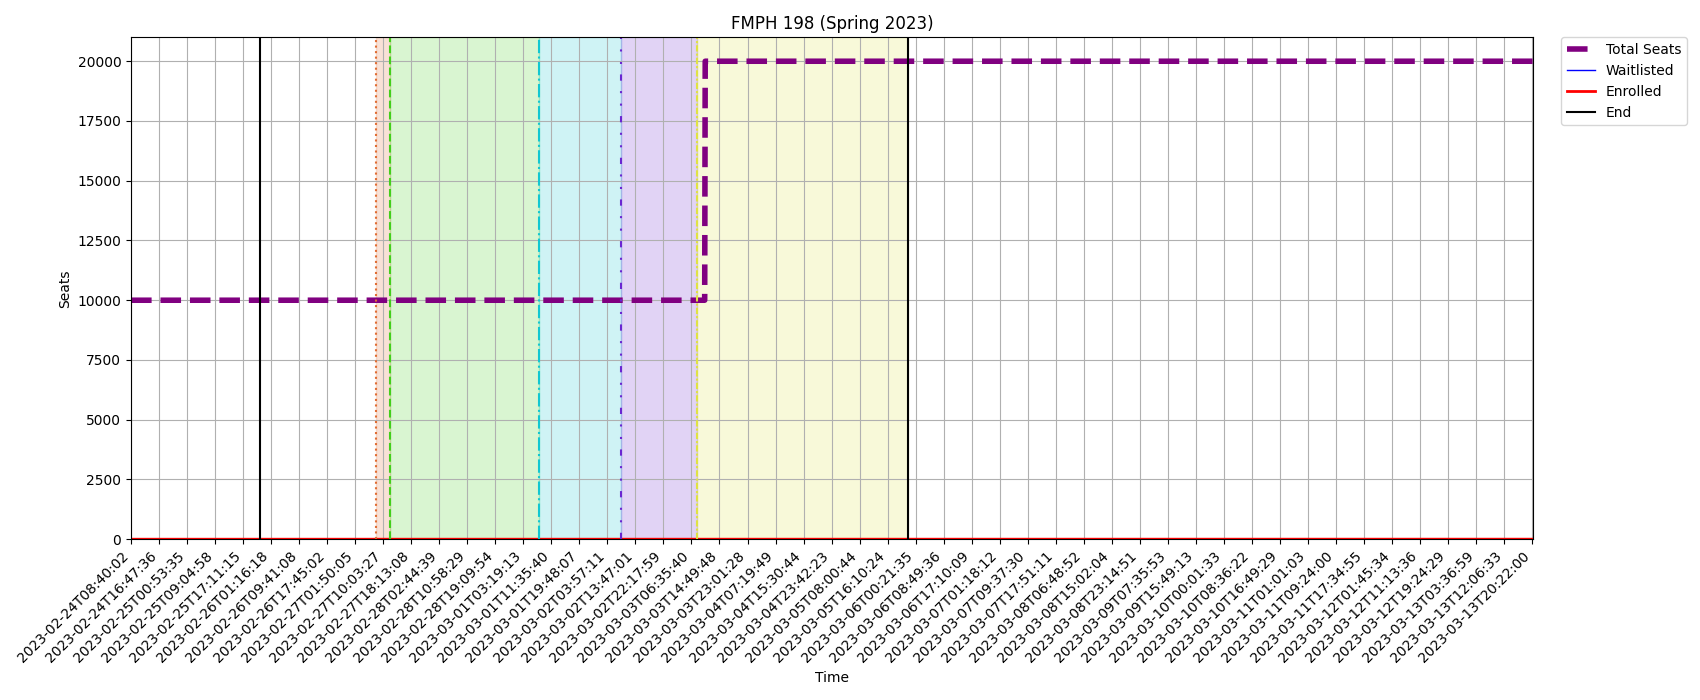 FMPH 198 (Spring 2023)
Total Seats
Waitlisted
Enrolled
End
20000
17500
15000
12500
10000
7500
5000
2500
0
Seats
2023-02-24T08:40:02
2023-02-24T16:47:36
2023-02-25T00:53:35
2023-02-25T09:04:58
2023-02-25T17:11:15
2023-02-26T01:16:18
2023-02-26T09:41:08
2023-02-26T17:45:02
2023-02-27T01:50:05
2023-02-27T10:03:27
2023-02-27T18:13:08
2023-02-28T02:44:39
2023-02-28T10:58:29
2023-02-28T19:09:54
2023-03-01T03:19:13
2023-03-01T11:35:40
2023-03-01T19:48:07
2023-03-02T03:57:11
2023-03-02T13:47:01
2023-03-02T22:17:59
2023-03-03T06:35:40
2023-03-03T14:49:48
2023-03-03T23:01:28
2023-03-04T07:19:49
2023-03-04T15:30:44
2023-03-04T23:42:23
2023-03-05T08:00:44
2023-03-05T16:10:24
2023-03-06T00:21:35
2023-03-06T08:49:36
2023-03-06T17:10:09
2023-03-07T01:18:12
2023-03-07T09:37:30
2023-03-07T17:51:11
2023-03-08T06:48:52
2023-03-08T15:02:04
2023-03-08T23:14:51
2023-03-09T07:35:53
2023-03-09T15:49:13
2023-03-10T00:01:33
2023-03-10T08:36:22
2023-03-10T16:49:29
2023-03-11T01:01:03
2023-03-11T09:24:00
2023-03-11T17:34:55
2023-03-12T01:45:34
2023-03-12T11:13:36
2023-03-12T19:24:29
2023-03-13T03:36:59
2023-03-13T12:06:33
2023-03-13T20:22:00
Time